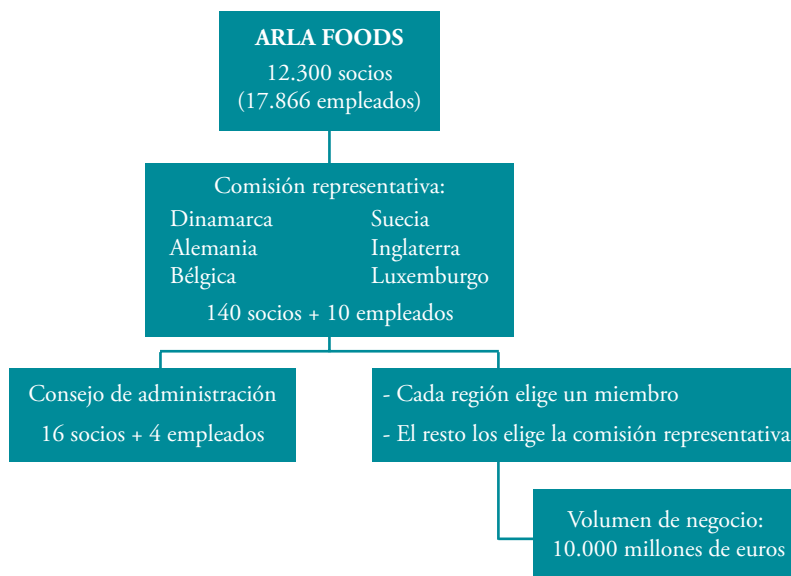 ARLA FOODS
12.300 socios
(17.866 empleados)
Comisión representativa:
Dinamarca Suecia
Alemania Inglaterra
Bélgica Luxemburgo
140 socios + 10 empleados
Consejo de administración
16 socios + 4 empleados
- Cada región elige un miembro
- El resto los elige la comisión representativa
Volumen de negocio:
10.000 millones de euros